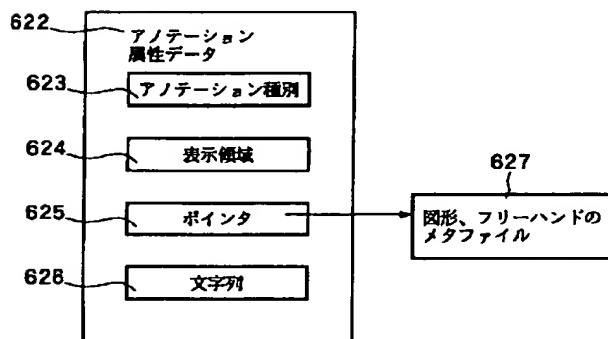 622
アノテーション
属性データ
623
アノテーション種別
624
表示領域
625
ポインタ
627
図形、フリーハンドの
メタファイル
626
文字列